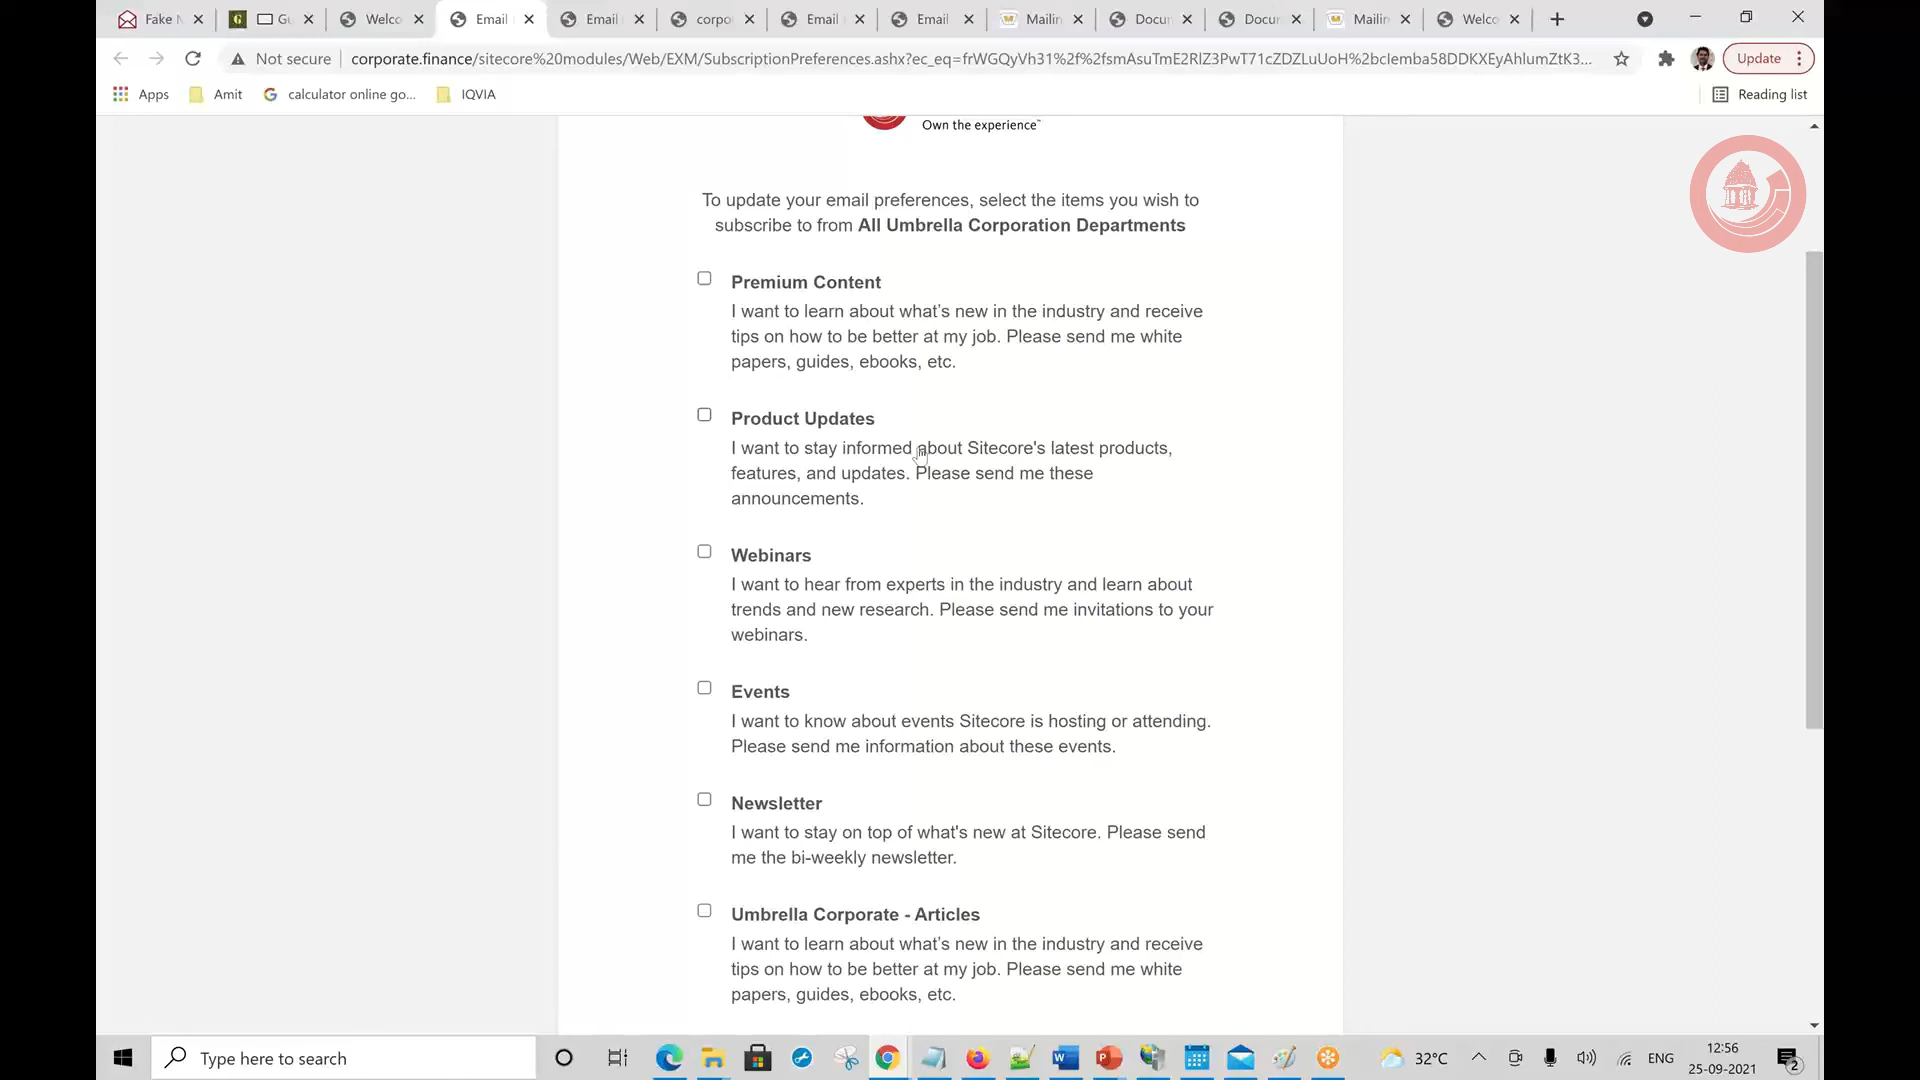 Fake
Gu
Welco
Email
Email
corpo
Email
Email
Mailin
Docum
Docur
Mailin
Welco
Not secure
corporate.finance/sitecore%20modules/Web/EXM/SubscriptionPreferences.ashx?ec_eq=frWGQyVh31%2f%2fsmAsuTmE2RlZ3PwT71cZDZLuUoH%2bcIemba58DDKXEyAhlumZtK3...
Update
Apps
Amit
calculator online go...
IQVIA
Reading list
Own the experience™
To update your email preferences, select the items you wish to
subscribe to from All Umbrella Corporation Departments
Premium Content
I want to learn about what's new in the industry and receive
tips on how to be better at my job. Please send me white
papers, guides, ebooks, etc.
Product Updates
I want to stay informed about Sitecore's latest products,
features, and updates. Please send me these
announcements.
Webinars
I want to hear from experts in the industry and learn about
trends and new research. Please send me invitations to your
webinars.
Events
I want to know about events Sitecore is hosting or attending.
Please send me information about these events.
Newsletter
I want to stay on top of what's new at Sitecore. Please send
me the bi-weekly newsletter.
Umbrella Corporate - Articles
I want to learn about what's new in the industry and receive
tips on how to be better at my job. Please send me white
papers, guides, ebooks, etc.
Type here to search
32°C
ENG
12:56
25-09-2021
2